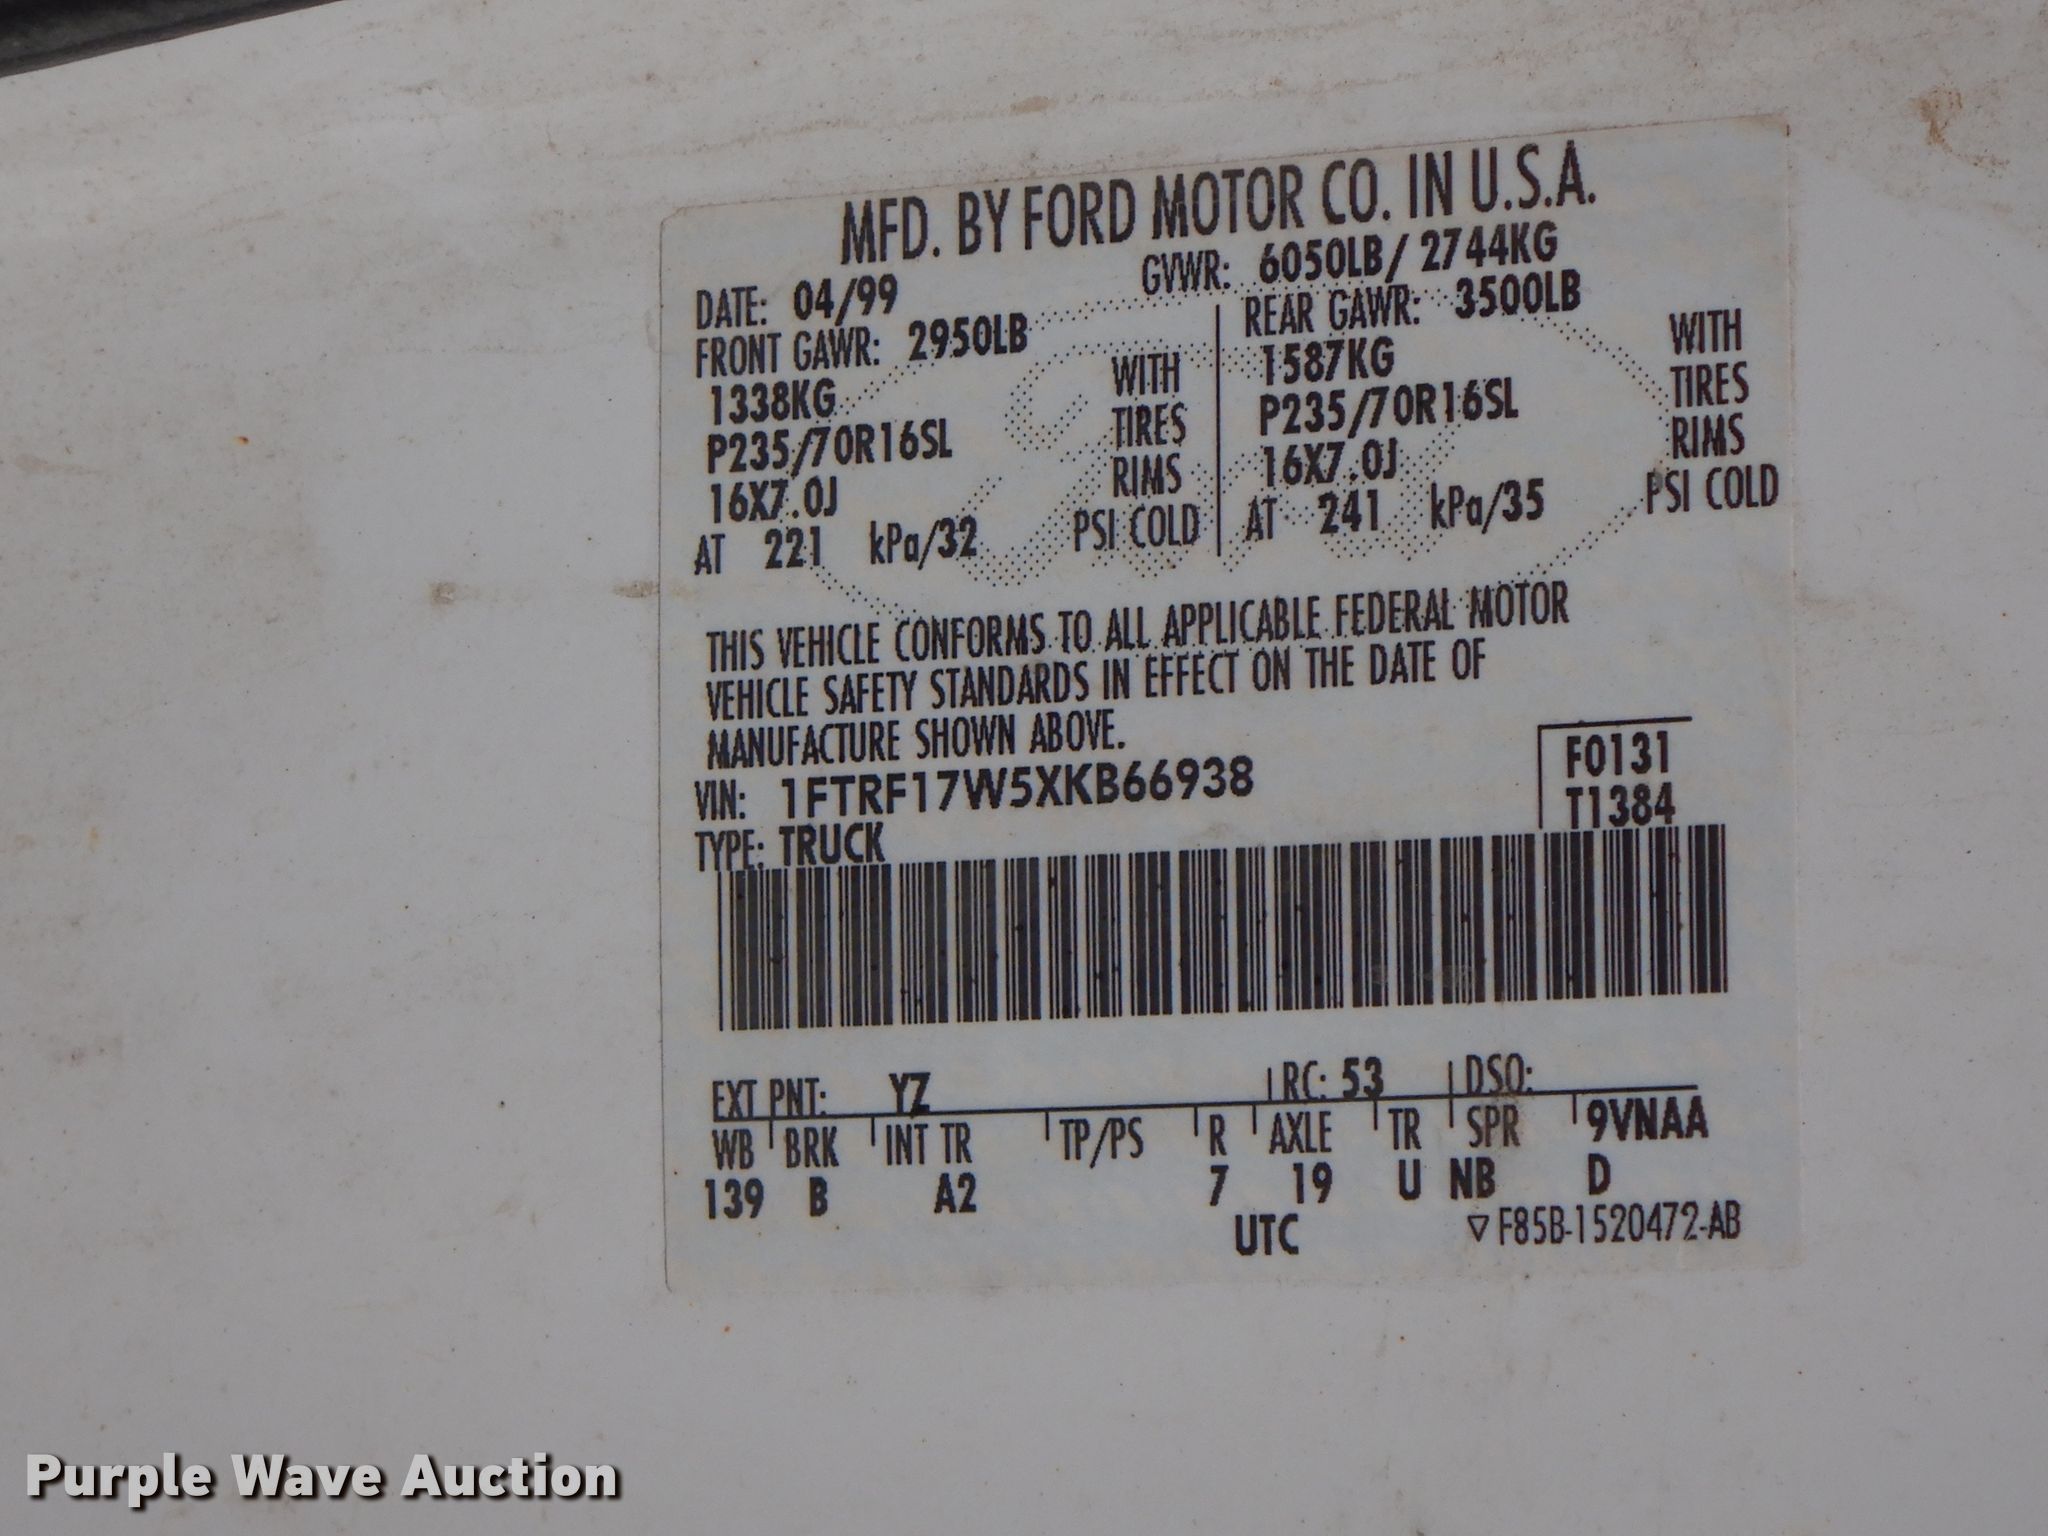 MFD. BY FORD MOTOR CO. IN U.S.A.
DATE: 04/99 GVWR: 6050LB/ 2744KG
FRONT GAWR: 2950LB REAR GAWR: 3500LB
1338KG WITH 1587KG WITH
P235/70R16SL TIRES P235/70R16SL TIRES
16X7.0J RIMS 16X7.0J RIMS
AT 221 kPa/32 PSI COLD AT 241 kPa/35 PSI COLD
THIS VEHICLE CONFORMS TO ALL APPLICABLE FEDERAL MOTOR
VEHICLE SAFETY STANDARDS IN EFFECT ON THE DATE OF
MANUFACTURE SHOWN ABOVE.
VIN: 1FTRF17W5XKB66938 F0131
TYPE: TRUCK T1384
EXT PNT: YZ RC: 53 DSO:
WB BRK INT TR TP/PS R AXLE TR SPR 9VNAA
139 B A2 7 19 U NB D
UTC ▽F85B-1520472-AB
Purple Wave Auction